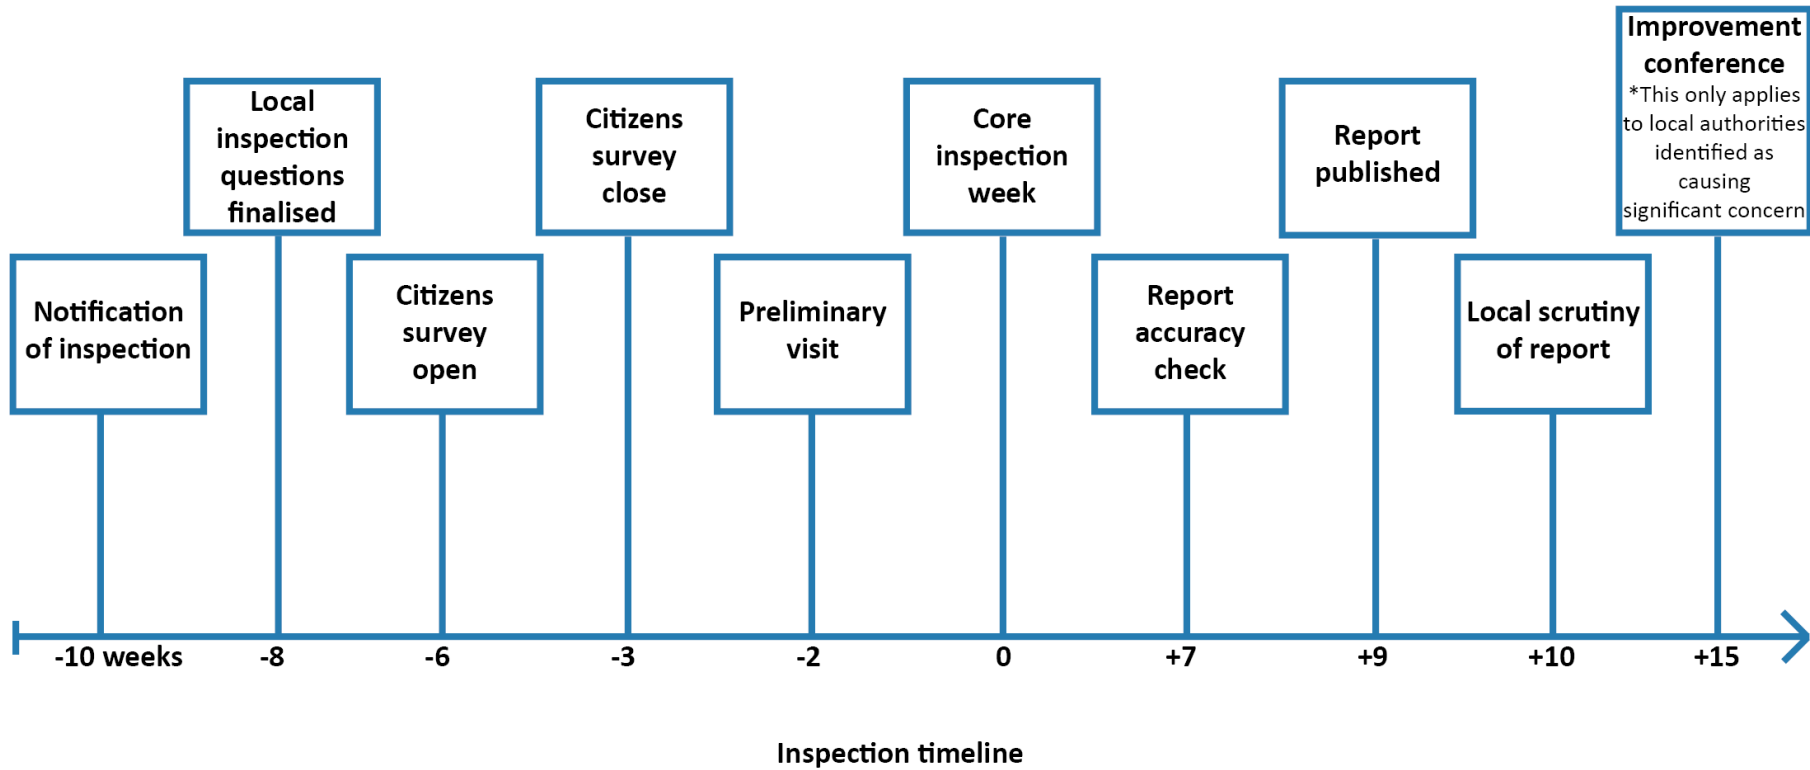 Notification
of inspection
Local
inspection
questions
finalised
Citizens
survey
open
Citizens
survey
close
Preliminary
visit
Core
inspection
week
Report
accuracy
check
Report
published
Local scrutiny
of report
Improvement
conference
*This only applies
to local authorities
identified as
causing
significant concern
-10 weeks
-8
-6
-3
-2
0
+7
+9
+10
+15
Inspection timeline